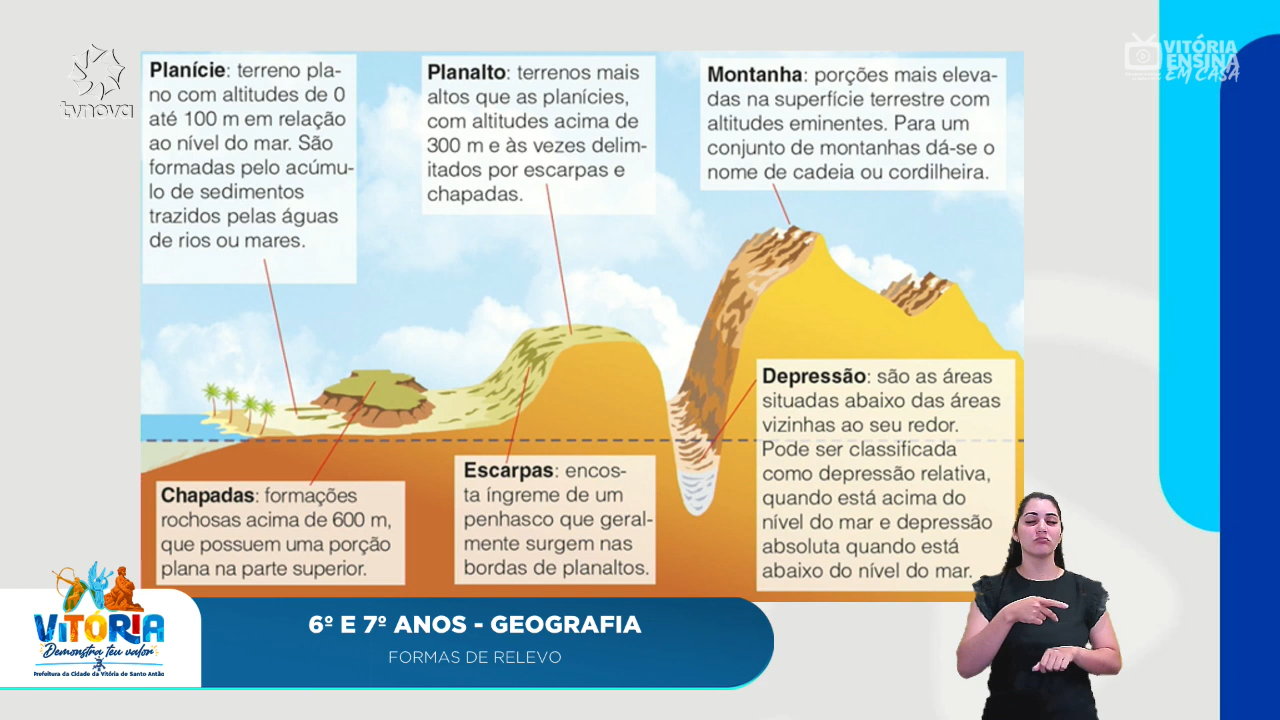 tvnova
VITÓRIA
ENSINA
EM CASA
Planície: terreno pla-
no com altitudes de 0
até 100 m em relação
ao nível do mar. São
formadas pelo acúmu-
lo de sedimentos
trazidos pelas águas
de rios ou mares.
Planalto: terrenos mais
altos que as planícies,
com altitudes acima de
300 m e às vezes delim-
itados por escarpas e
chapadas.
Montanha: porções mais eleva-
das na superfície terrestre com
altitudes eminentes. Para um
conjunto de montanhas dá-se o
nome de cadeia ou cordilheira.
Depressão: são as áreas
situadas abaixo das áreas
vizinhas ao seu redor.
Pode ser classificada
como depressão relativa,
quando está acima do
nível do mar e depressão
absoluta quando está
abaixo do nível do mar.
Chapadas: formações
rochosas acima de 600 m,
que possuem uma porção
plana na parte superior.
Escarpas: encos-
ta íngreme de um
penhasco que geral-
mente surgem nas
bordas de planaltos.
VITÓRIA
Demonstra teu valor
Prefeitura da Cidade da Vitória de Santo Antão
6º E 7º ANOS - GEOGRAFIA
FORMAS DE RELEVO